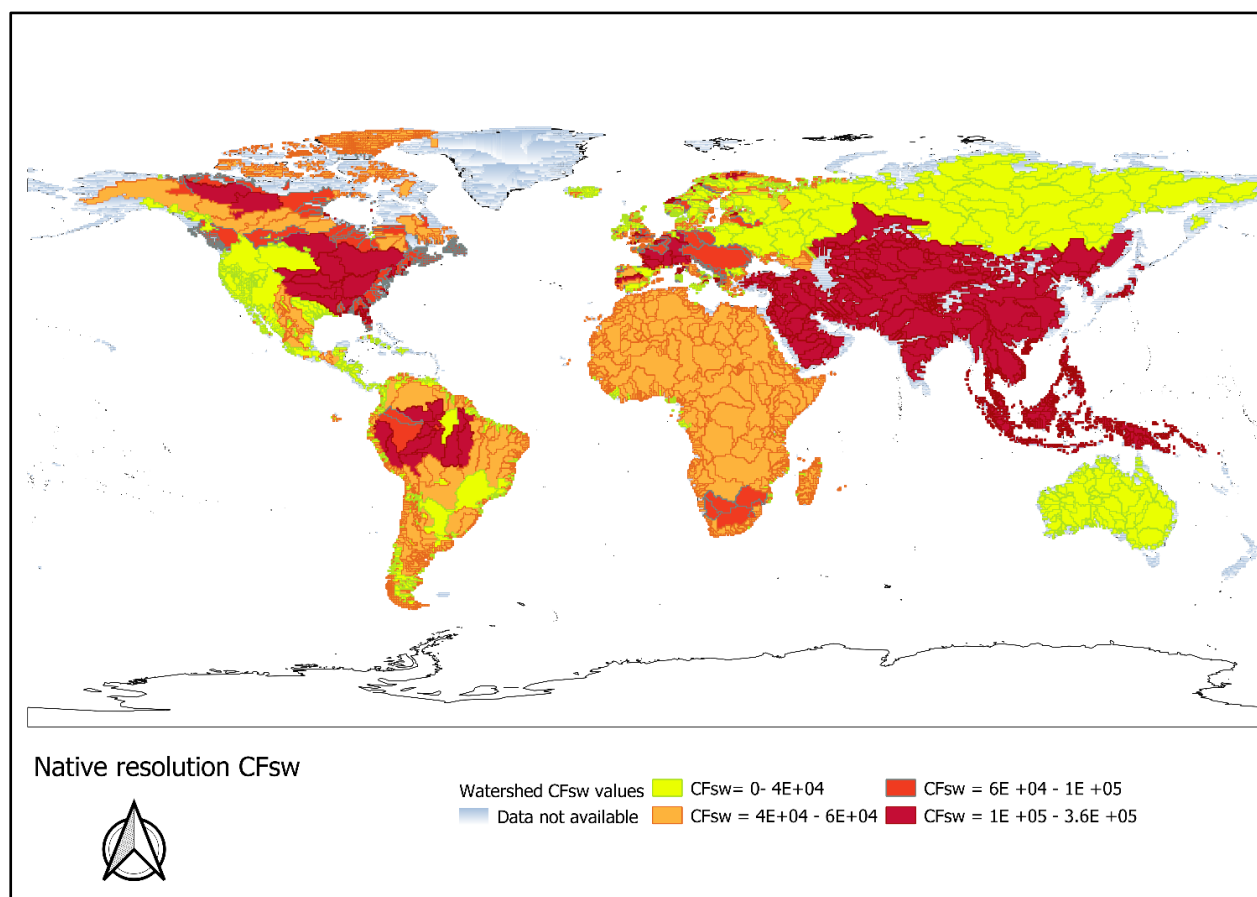 Native resolution CFsw
Watershed CFsw values
Data not available
CFsw= 0- 4E+04
CFsw = 4E+04 - 6E+04
CFsw = 6E +04 - 1E +05
CFsw = 1E +05 - 3.6E +05